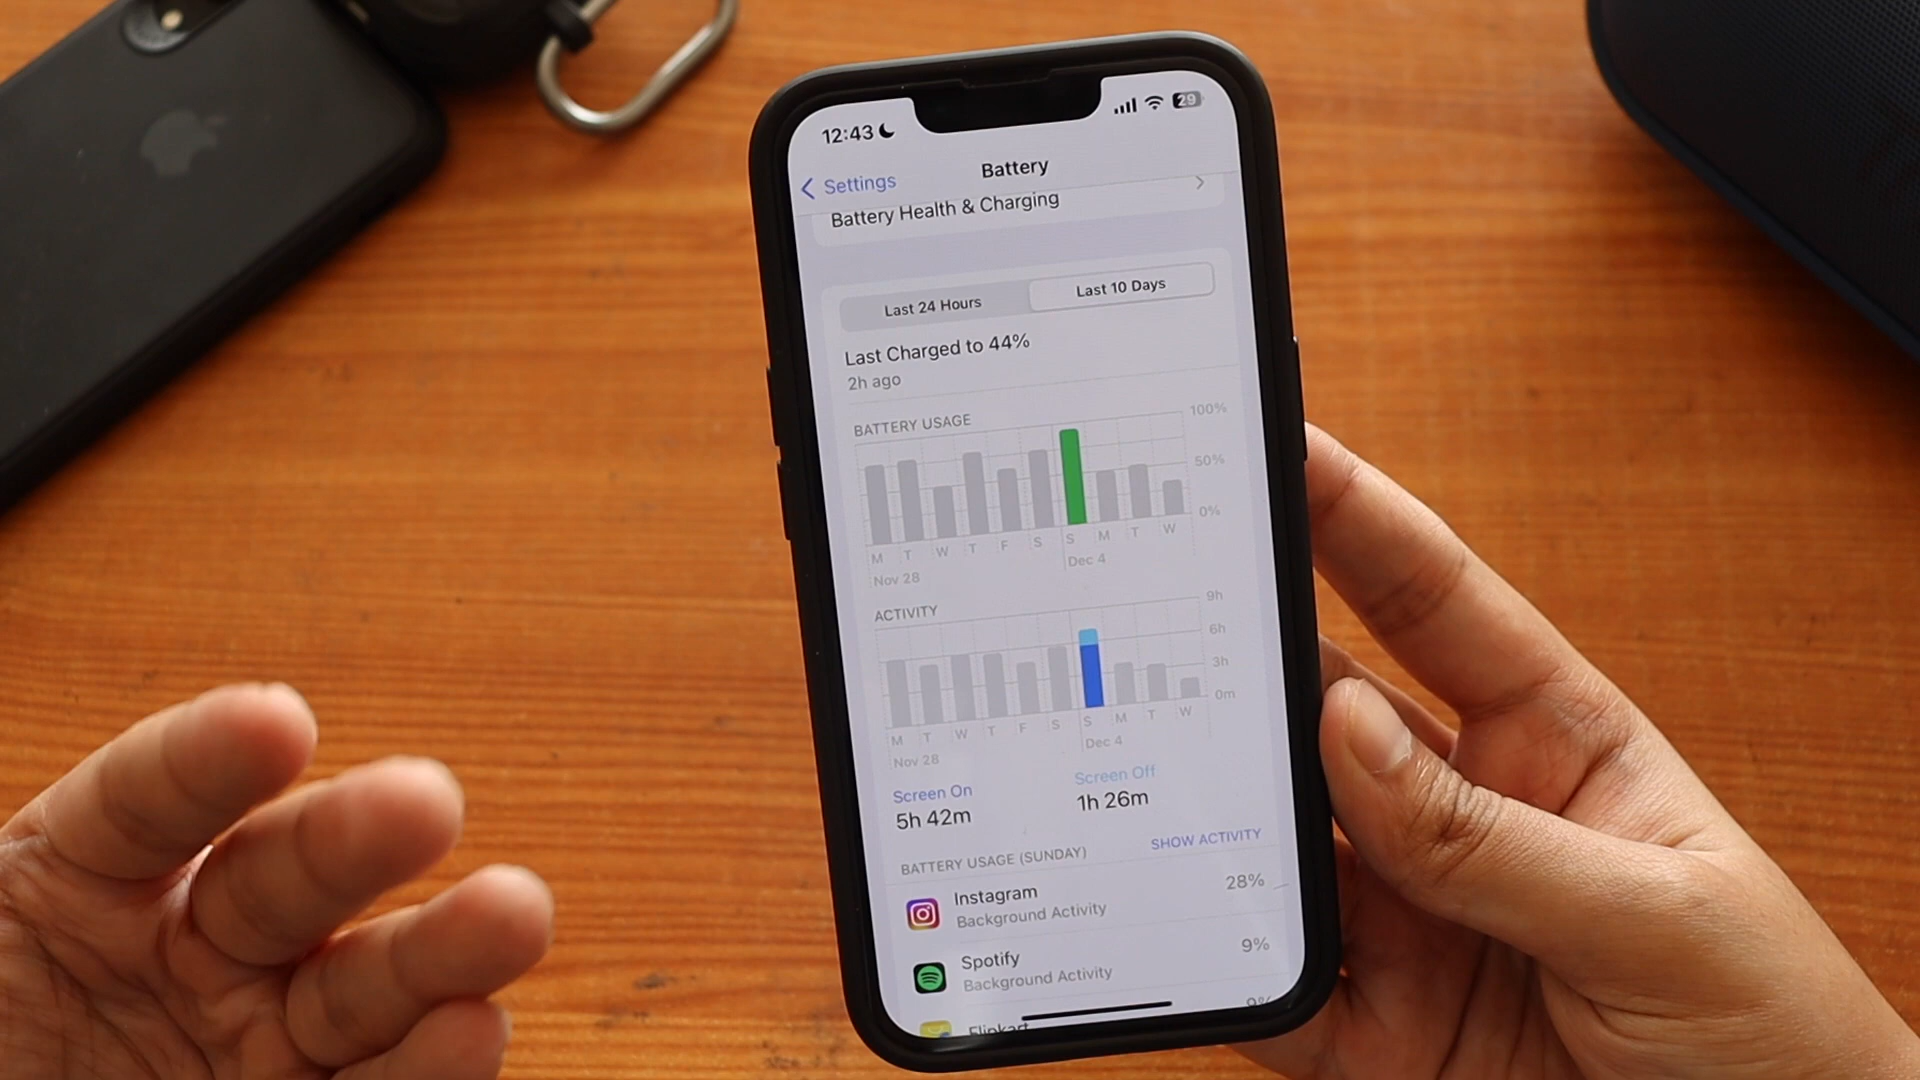 12:43
29
Settings
Battery
Battery Health & Charging
Last 24 Hours
Last 10 Days
Last Charged to 44%
2h ago
BATTERY USAGE
100%
50%
0%
M T W T F S S M T W
Nov 28
Dec 4
ACTIVITY
9h
6h
3h
0m
M T W T F S S M T W
Nov 28
Dec 4
Screen On
5h 42m
Screen Off
1h 26m
BATTERY USAGE (SUNDAY)
SHOW ACTIVITY
Instagram
28%
Background Activity
Spotify
9%
Background Activity
Flipkart
9%